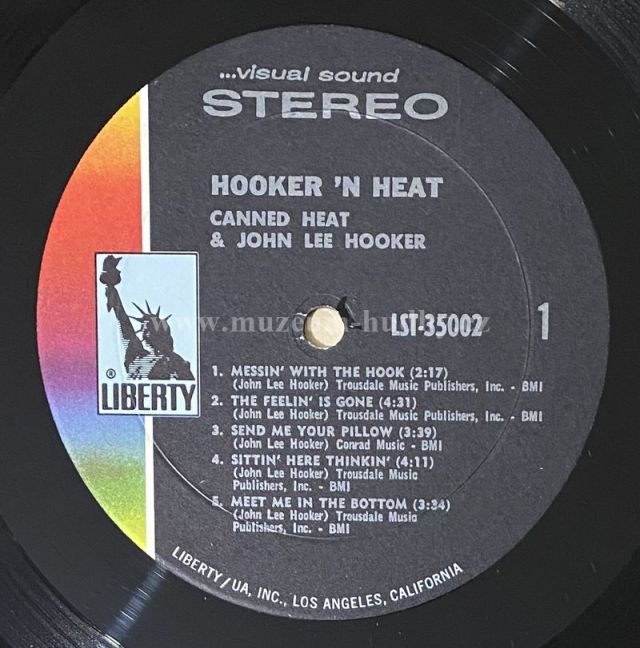 ...visual sound
STEREO
HOOKER 'N HEAT
CANNED HEAT
& JOHN LEE HOOKER
LST-35002
1
® LIBERTY
1. MESSIN' WITH THE HOOK (2:17)
(John Lee Hooker) Trousdale Music Publishers, Inc. - BMI
2. THE FEELIN' IS GONE (4:31)
(John Lee Hooker) Trousdale Music Publishers, Inc. - BMI
3. SEND ME YOUR PILLOW (3:39)
(John Lee Hooker) Conrad Music - BMI
4. SITTIN' HERE THINKIN' (4:11)
(John Lee Hooker) Trousdale Music
Publishers, Inc. - BMI
5. MEET ME IN THE BOTTOM (3:34)
(John Lee Hooker) Trousdale Music
Publishers, Inc. - BMI
LIBERTY/UA, INC., LOS ANGELES, CALIFORNIA